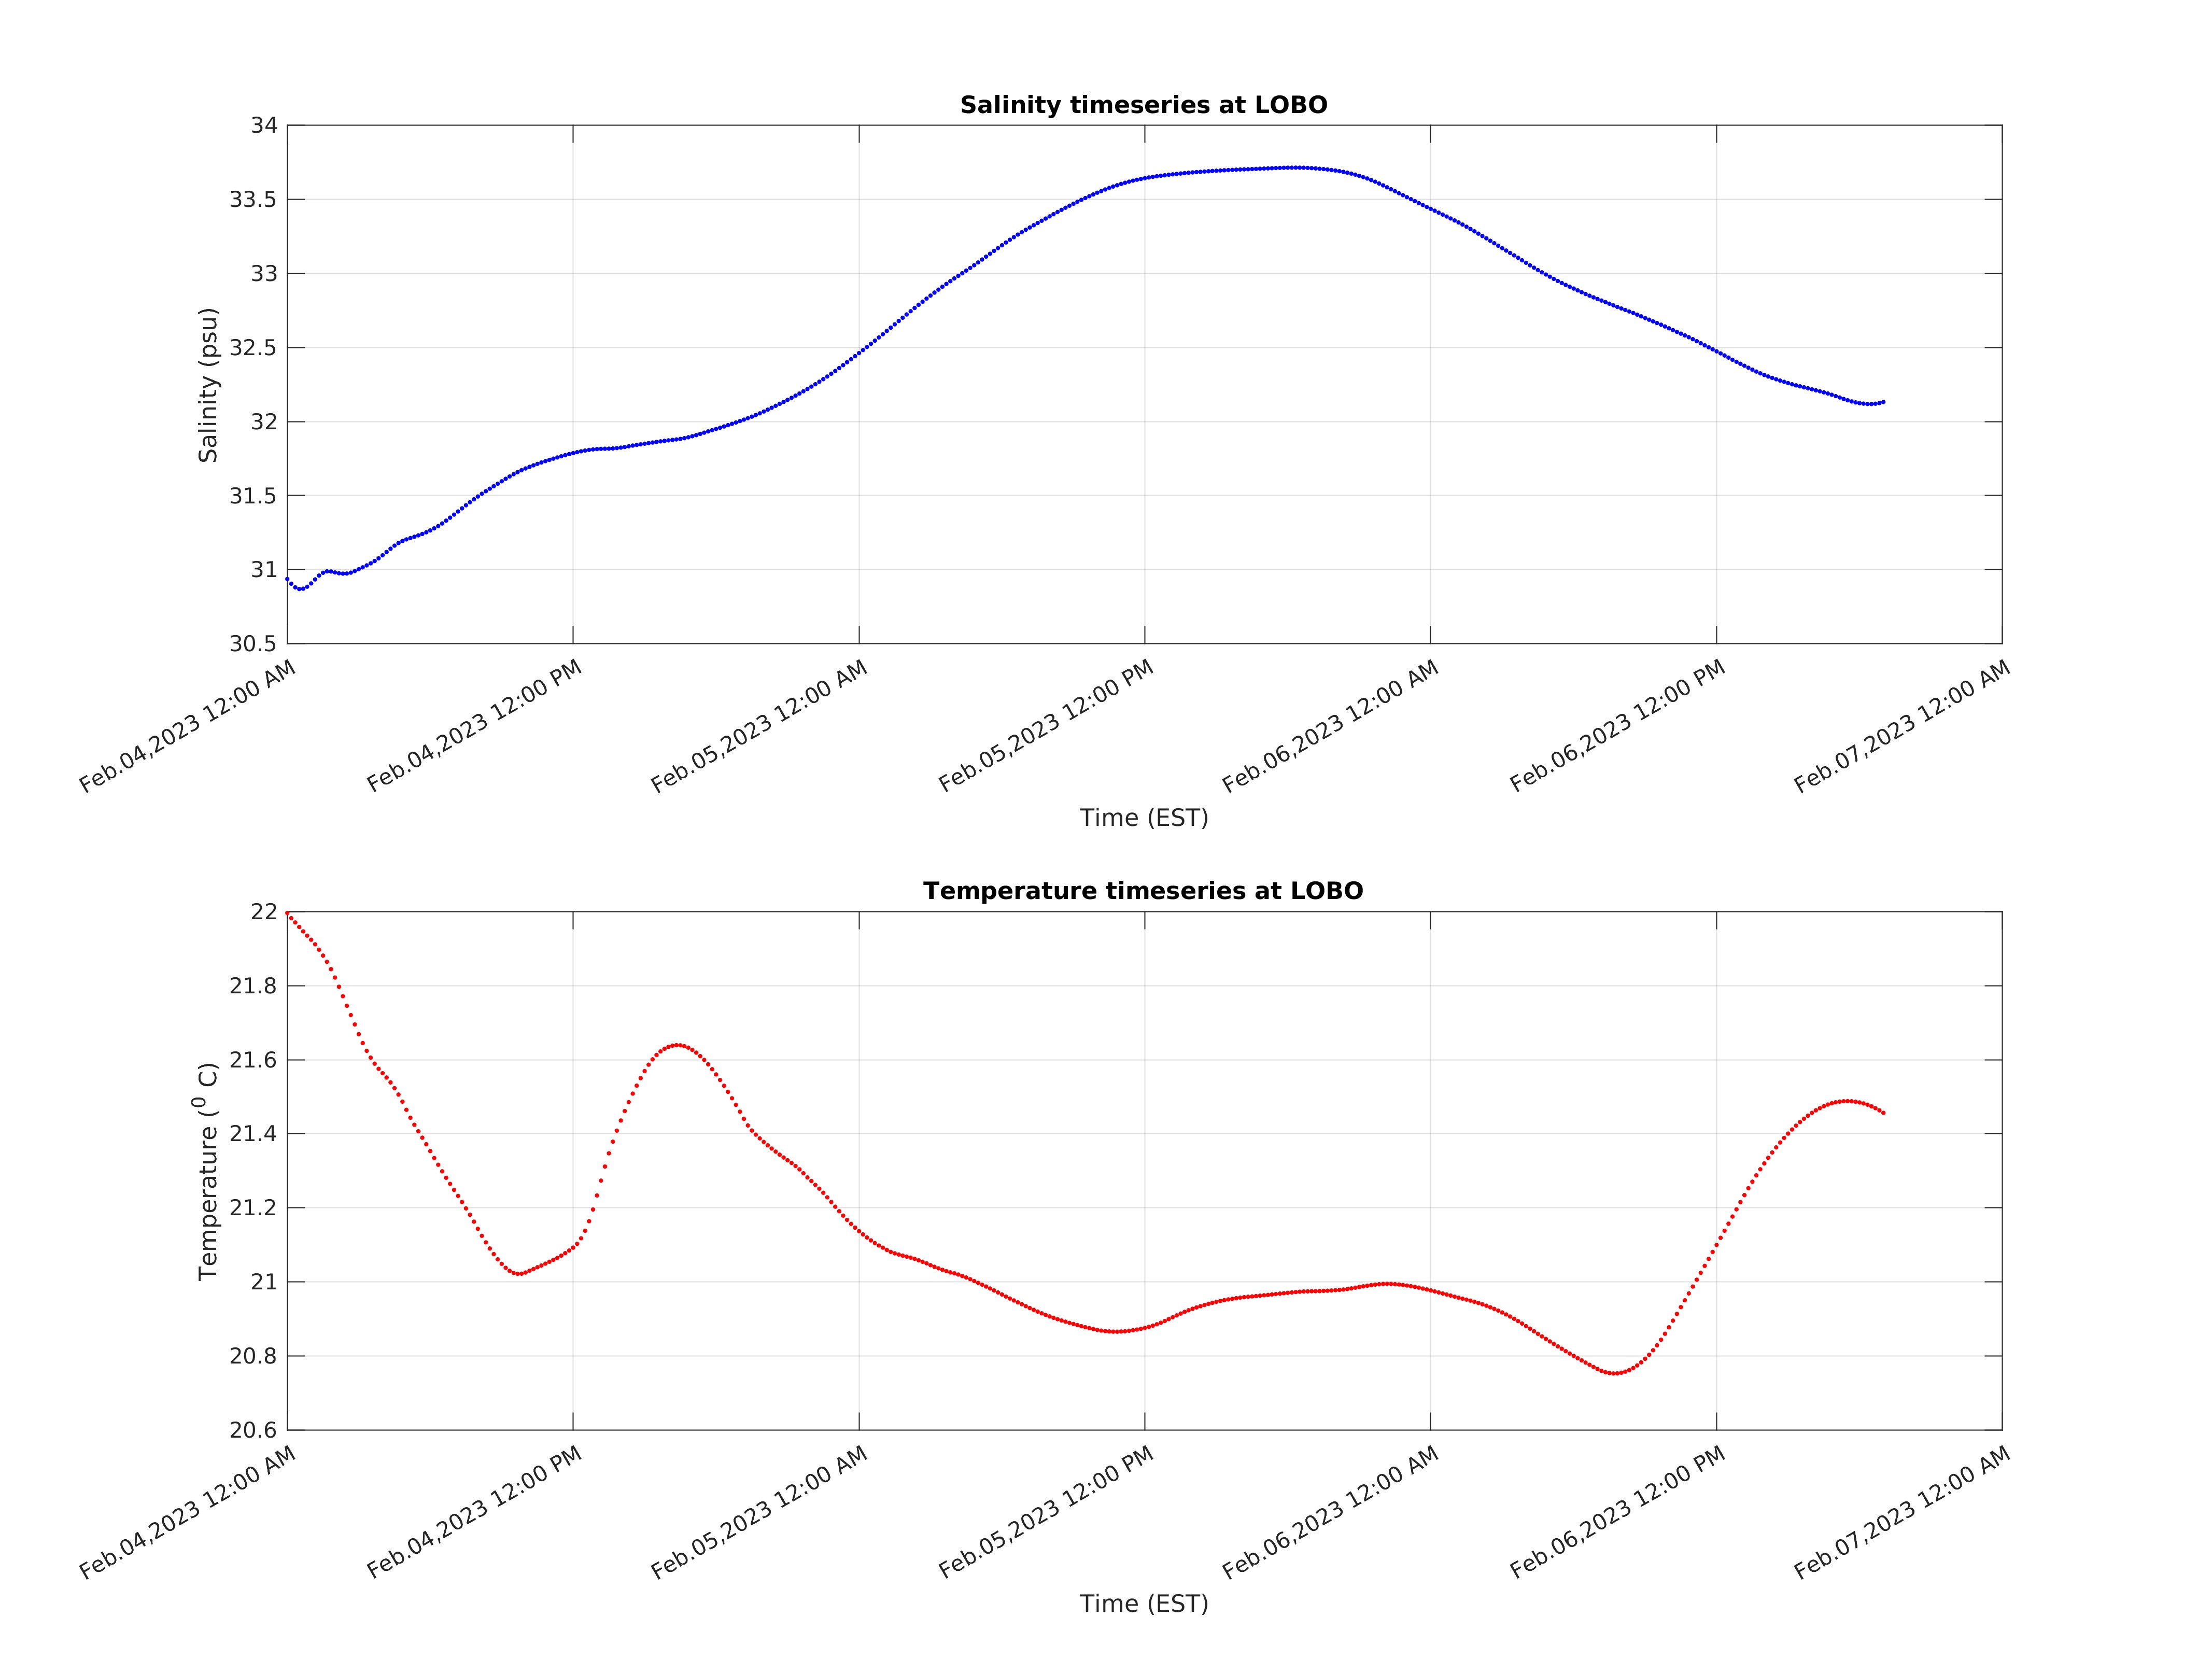 Salinity timeseries at LOBO
34
33.5
33
32.5
32
31.5
31
30.5
Salinity (psu)
Feb.04,2023 12:00 AM
Feb.04,2023 12:00 PM
Feb.05,2023 12:00 AM
Feb.05,2023 12:00 PM
Feb.06,2023 12:00 AM
Feb.06,2023 12:00 PM
Feb.07,2023 12:00 AM
Time (EST)
Temperature timeseries at LOBO
22
21.8
21.6
21.4
21.2
21
20.8
20.6
Temperature (⁰ C)
Feb.04,2023 12:00 AM
Feb.04,2023 12:00 PM
Feb.05,2023 12:00 AM
Feb.05,2023 12:00 PM
Feb.06,2023 12:00 AM
Feb.06,2023 12:00 PM
Feb.07,2023 12:00 AM
Time (EST)